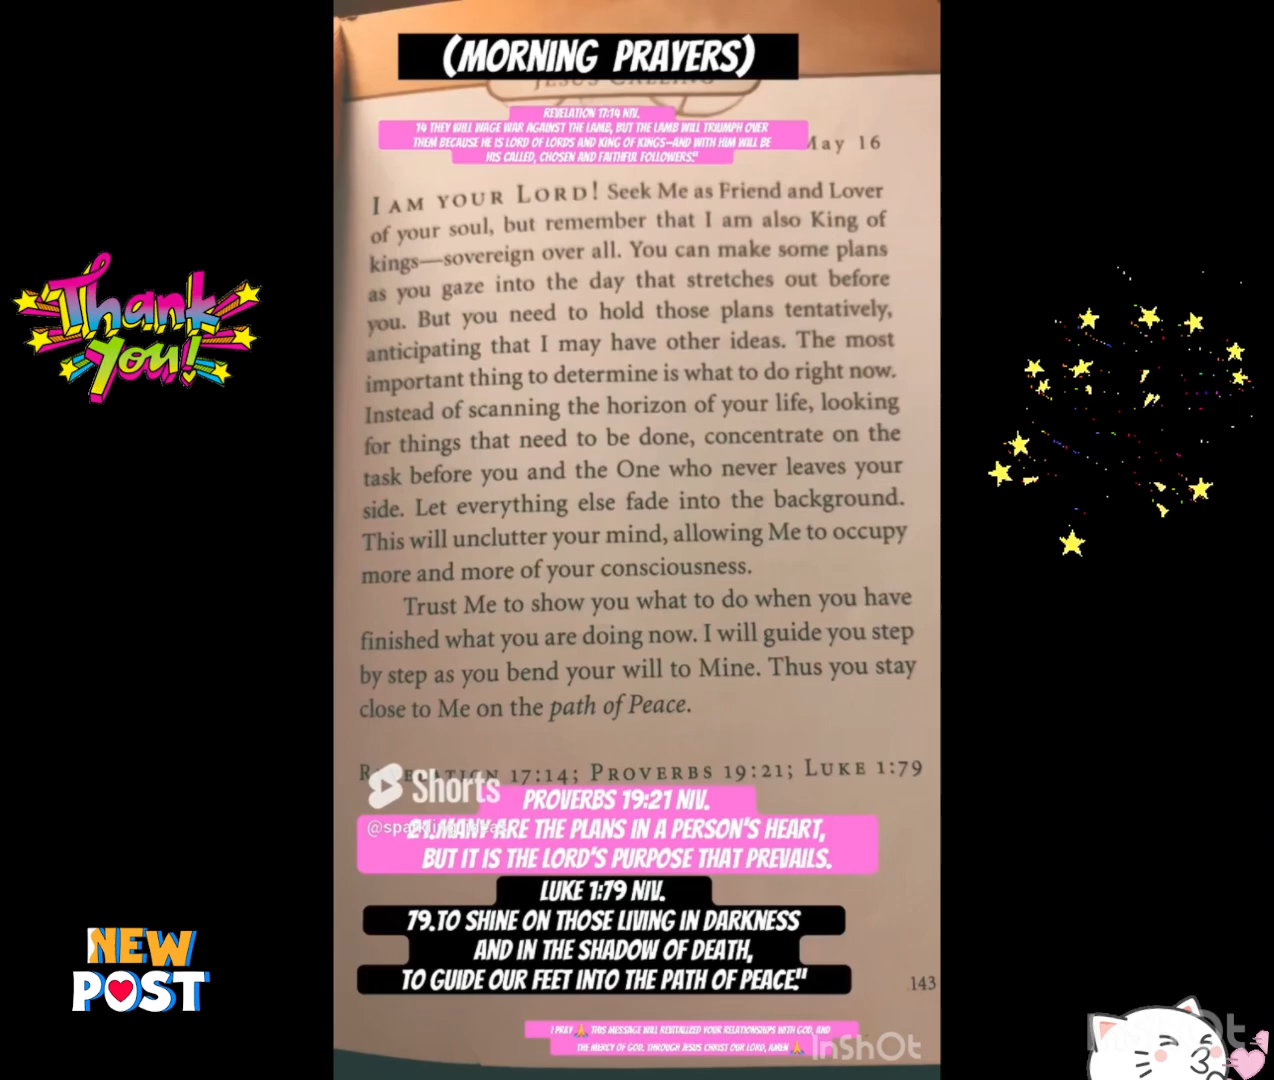 (MORNING PRAYERS)
JESUS CALLING
REVELATION 17:14 NIV.
14 THEY WILL WAGE WAR AGAINST THE LAMB, BUT THE LAMB WILL TRIUMPH OVER
THEM BECAUSE HE IS LORD OF LORDS AND KING OF KINGS—AND WITH HIM WILL BE
HIS CALLED, CHOSEN AND FAITHFUL FOLLOWERS."
May 16
I AM YOUR LORD! Seek Me as Friend and Lover
of your soul, but remember that I am also King of
kings—sovereign over all. You can make some plans
as you gaze into the day that stretches out before
you. But you need to hold those plans tentatively,
anticipating that I may have other ideas. The most
important thing to determine is what to do right now.
Instead of scanning the horizon of your life, looking
for things that need to be done, concentrate on the
task before you and the One who never leaves your
side. Let everything else fade into the background.
This will unclutter your mind, allowing Me to occupy
more and more of your consciousness.
Trust Me to show you what to do when you have
finished what you are doing now. I will guide you step
by step as you bend your will to Mine. Thus you stay
close to Me on the path of Peace.
REVELATION 17:14; PROVERBS 19:21; LUKE 1:79
Shorts
PROVERBS 19:21 NIV.
21.MANY ARE THE PLANS IN A PERSON'S HEART,
BUT IT IS THE LORD'S PURPOSE THAT PREVAILS.
LUKE 1:79 NIV.
79.TO SHINE ON THOSE LIVING IN DARKNESS
AND IN THE SHADOW OF DEATH,
TO GUIDE OUR FEET INTO THE PATH OF PEACE."
143
I PRAY 🙏 THIS MESSAGE WILL REVITALIZED YOUR RELATIONSHIPS WITH GOD, AND
THE MERCY OF GOD. THROUGH JESUS CHRIST OUR LORD, AMEN 🙏
InShOt
Thank
you!
NEW
POST
InShOt